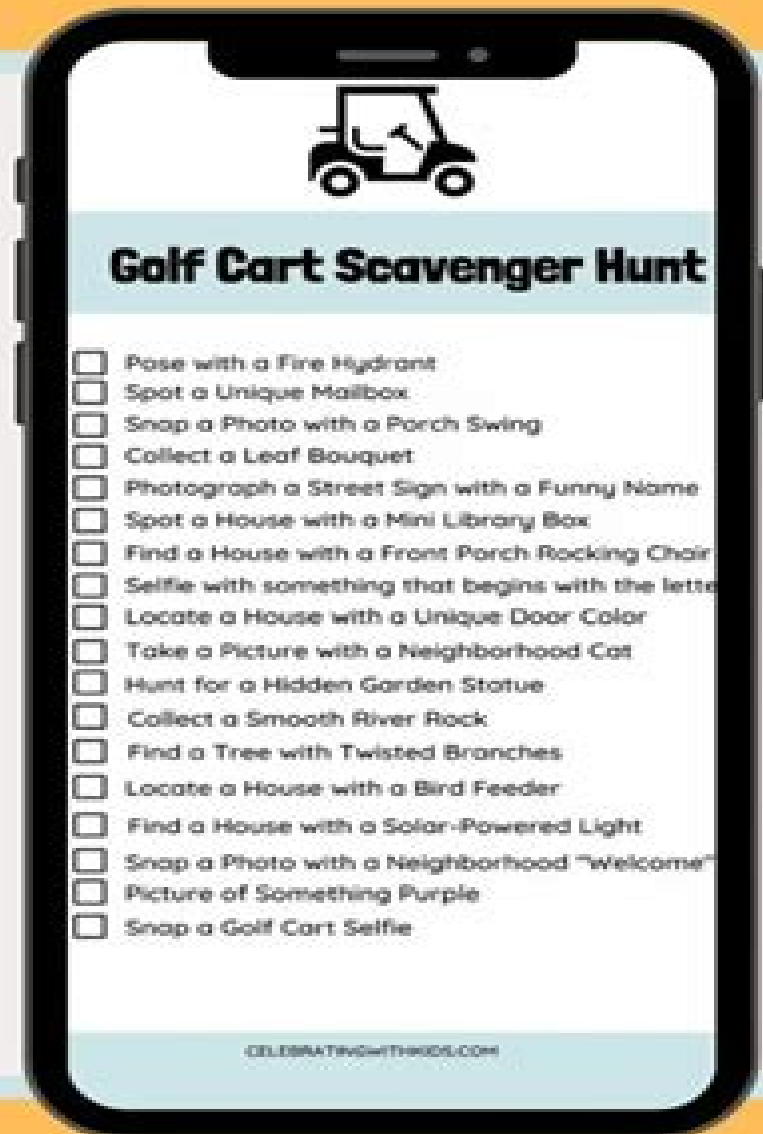 Golf Cart Scavenger Hunt
Pose with a Fire Hydrant
Spot a Unique Mailbox
Snap a Photo with a Porch Swing
Collect a Leaf Bouquet
Photograph a Street Sign with a Funny Name
Spot a House with a Mini Library Box
Find a House with a Front Porch Rocking Chair
Selfie with something that begins with the lette
Locate a House with a Unique Door Color
Take a Picture with a Neighborhood Cat
Hunt for a Hidden Garden Statue
Collect a Smooth River Rock
Find a Tree with Twisted Branches
Locate a House with a Bird Feeder
Find a House with a Solar-Powered Light
Snap a Photo with a Neighborhood "Welcome"
Picture of Something Purple
Snap a Golf Cart Selfie
CELEBRATINGWITHKIDS.COM